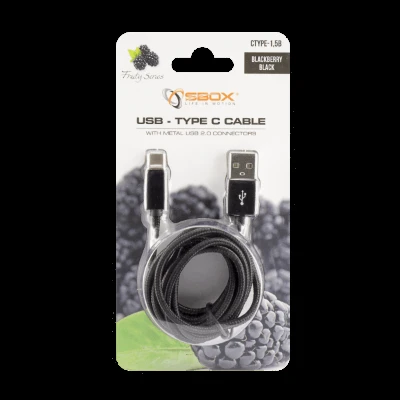 Fruity Series
CTYPE-1,5B
BLACKBERRY
BLACK
SBOX™
LIFE IN MOTION
USB - TYPE C CABLE
WITH METAL USB 2.0 CONNECTORS